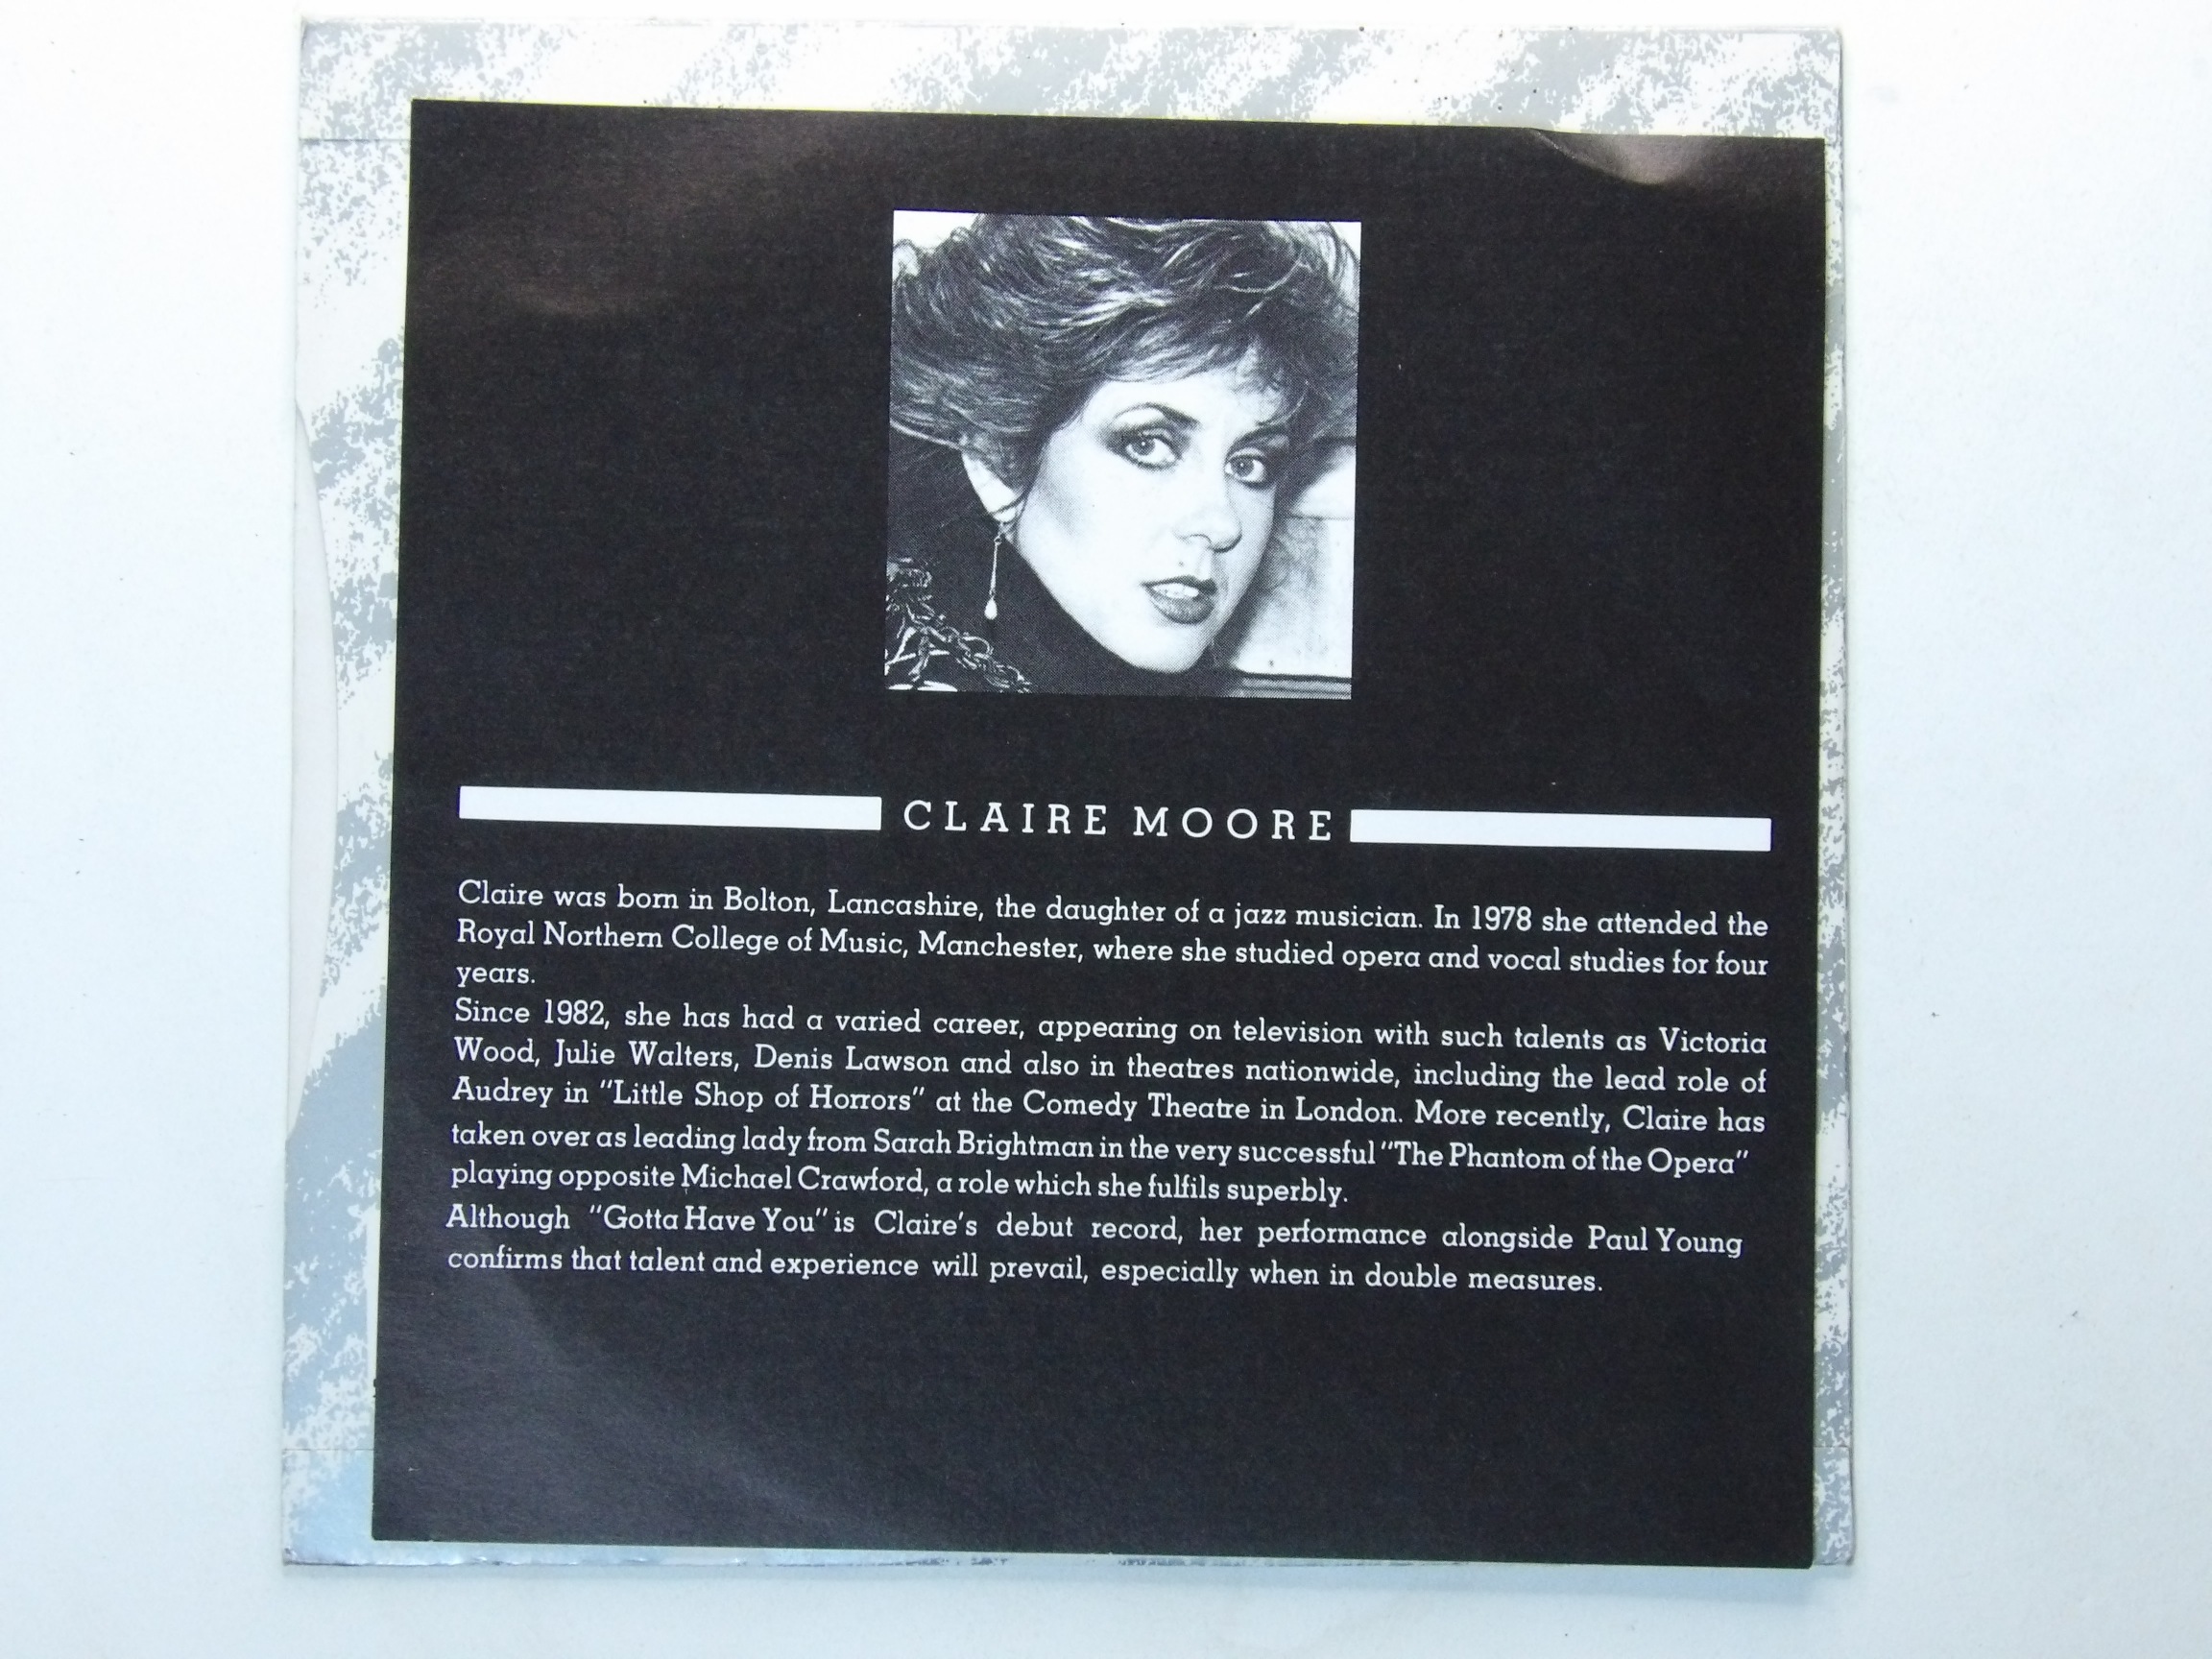 CLAIRE MOORE
Claire was born in Bolton, Lancashire, the daughter of a jazz musician. In 1978 she attended the
Royal Northern College of Music, Manchester, where she studied opera and vocal studies for four
years.
Since 1982, she has had a varied career, appearing on television with such talents as Victoria
Wood, Julie Walters, Denis Lawson and also in theatres nationwide, including the lead role of
Audrey in "Little Shop of Horrors" at the Comedy Theatre in London. More recently, Claire has
taken over as leading lady from Sarah Brightman in the very successful "The Phantom of the Opera"
playing opposite Michael Crawford, a role which she fulfils superbly.
Although "Gotta Have You" is Claire's debut record, her performance alongside Paul Young
confirms that talent and experience will prevail, especially when in double measures.